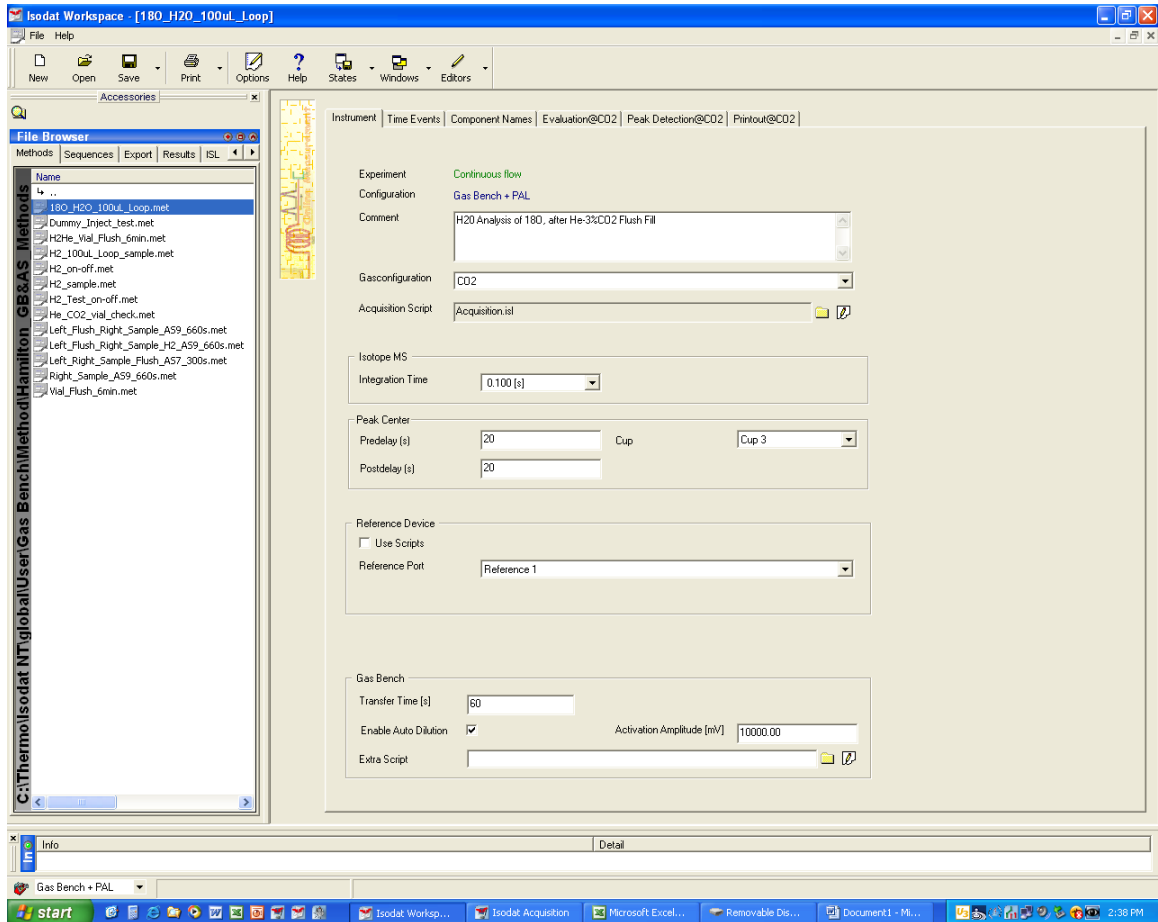 Isodat Workspace - [18O_H2O_100uL_Loop]
File Help
New Open Save Print Options Help States Windows Editors
Accessories
File Browser
Methods Sequences Export Results ISL
Name
..
18O_H2O_100uL_Loop.met
Dummy_Inject_test.met
H2He_Vial_Flush_6min.met
H2_100uL_Loop_sample.met
H2_on-off.met
H2_sample.met
H2_Test_on-off.met
He_CO2_vial_check.met
Left_Flush_Right_Sample_AS9_660s.met
Left_Flush_Right_Sample_H2_AS9_660s.met
Left_Right_Sample_Flush_AS7_300s.met
Right_Sample_AS9_660s.met
Vial_Flush_6min.met
C:\Thermo\Isodat NT\global\User\Gas Bench\Method\Hamilton GB&AS Methods
Instrument Time Events Component Names Evaluation@CO2 Peak Detection@CO2 Printout@CO2
Experiment Continuous flow
Configuration Gas Bench + PAL
Comment H20 Analysis of 18O, after He-3%CO2 Flush Fill
Gasconfiguration CO2
Acquisition Script Acquisition.isl
Isotope MS
Integration Time 0.100 [s]
Peak Center
Predelay (s) 20 Cup Cup 3
Postdelay (s) 20
Reference Device
Use Scripts
Reference Port Reference 1
Gas Bench
Transfer Time [s] 60
Enable Auto Dilution Activation Amplitude [mV] 10000.00
Extra Script
In
Info Detail
Gas Bench + PAL
start Isodat Worksp... Isodat Acquisition Microsoft Excel... Removable Dis... Document1 - Mi... 2:38 PM